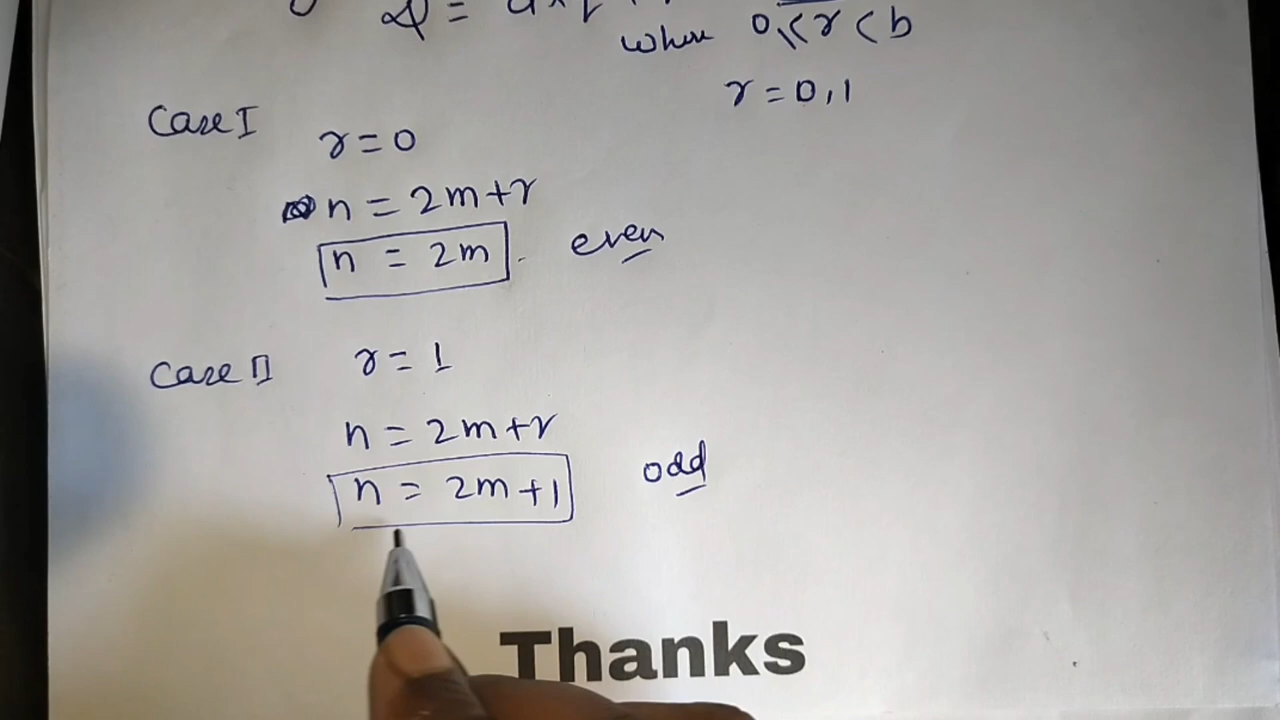 where 0 ≤ r < b
r = 0, 1
Case I
r = 0
n = 2m + r
n = 2m. even
Case II r = 1
n = 2m + r
n = 2m + 1 odd
Thanks